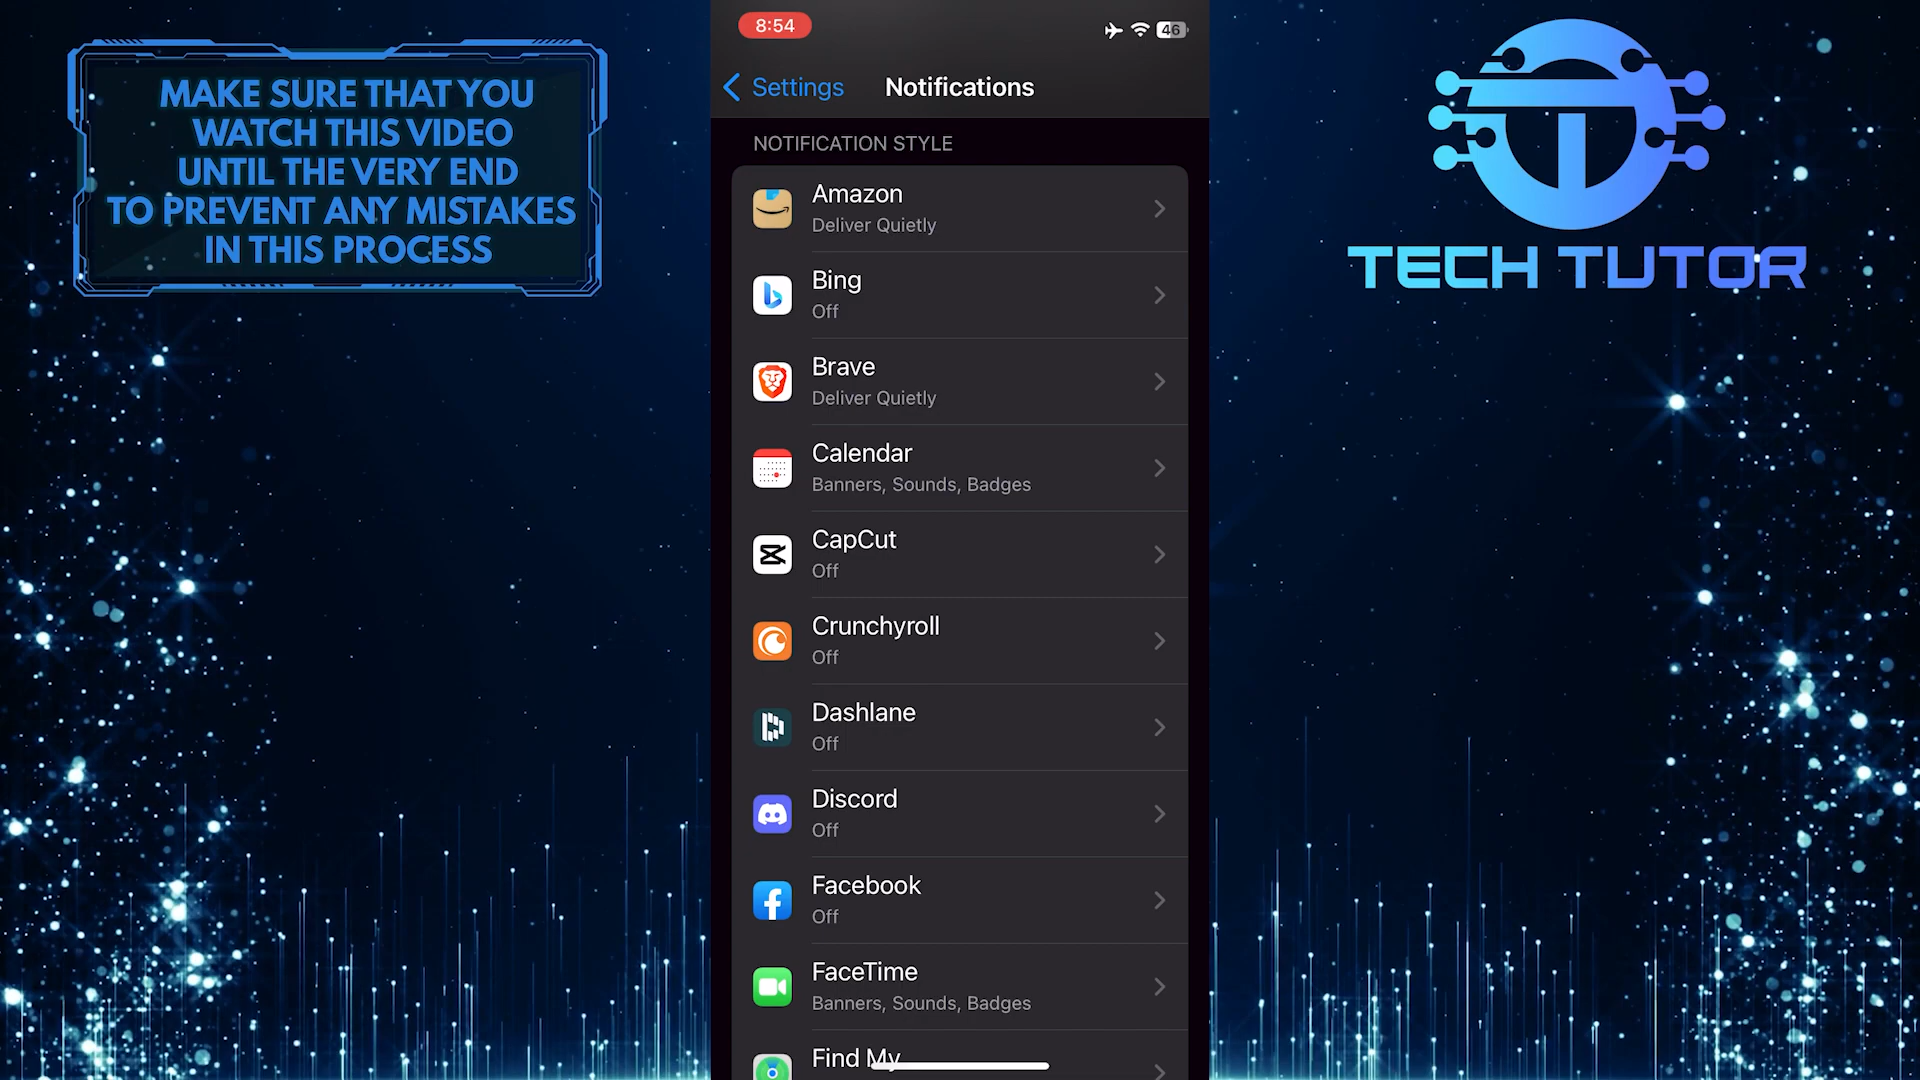 MAKE SURE THAT YOU
WATCH THIS VIDEO
UNTIL THE VERY END
TO PREVENT ANY MISTAKES
IN THIS PROCESS
8:54
46
Settings
Notifications
NOTIFICATION STYLE
Amazon
Deliver Quietly
Bing
Off
Brave
Deliver Quietly
Calendar
Banners, Sounds, Badges
CapCut
Off
Crunchyroll
Off
Dashlane
Off
Discord
Off
Facebook
Off
FaceTime
Banners, Sounds, Badges
Find My
TECH TUTOR